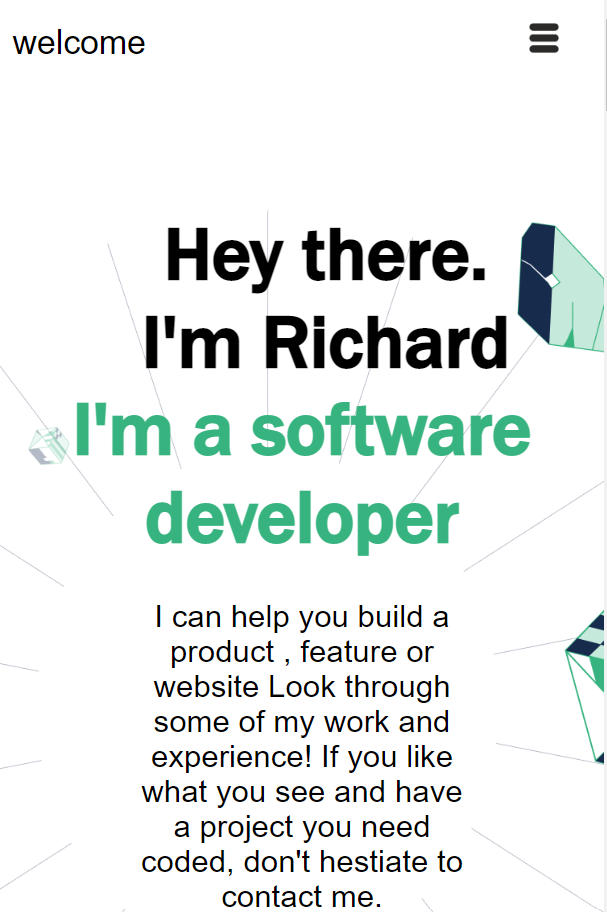 welcome
Hey there.
I'm Richard
I'm a software
developer
I can help you build a
product , feature or
website Look through
some of my work and
experience! If you like
what you see and have
a project you need
coded, don't hestiate to
contact me.